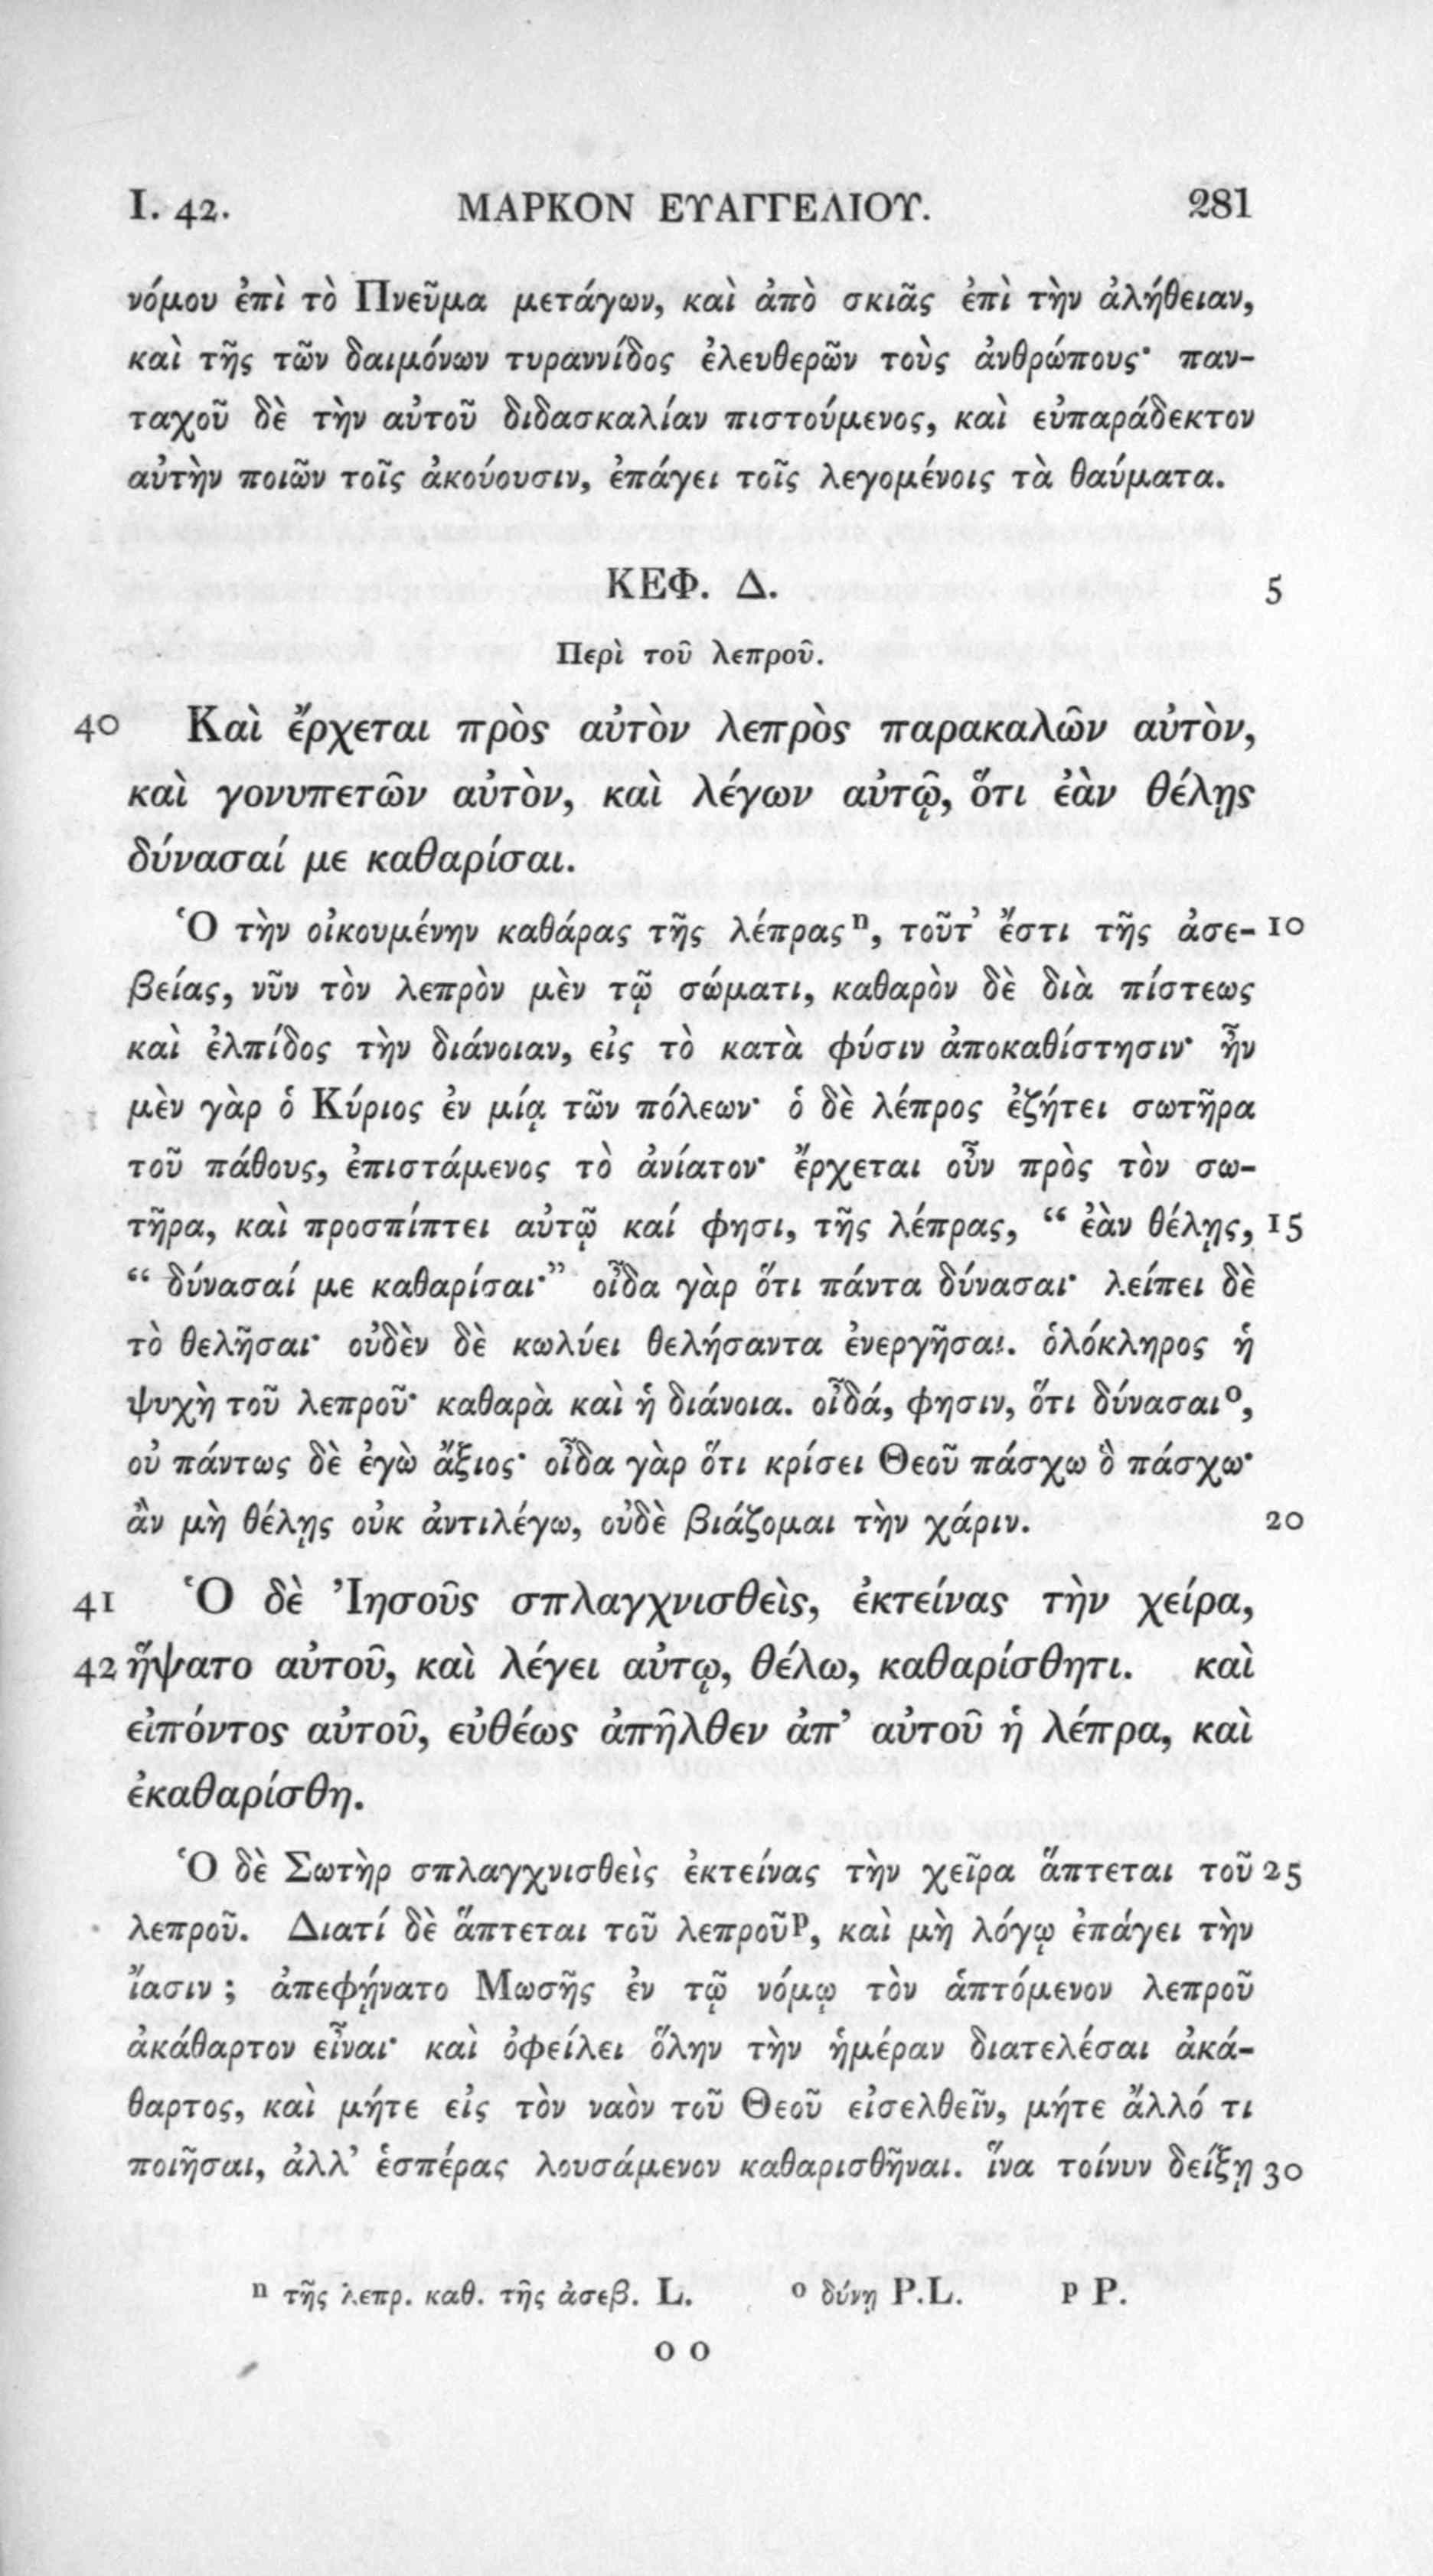 I. 42. ΜΑΡΚΟΝ ΕΥΑΓΓΕΛΙΟΥ. 281
νόμου ἐπὶ τὸ Πνεῦμα μετάγων, καὶ ἀπὸ σκιᾶς ἐπὶ τὴν ἀλήθειαν,
καὶ τῆς τῶν δαιμόνων τυραννίδος ἐλευθερῶν τοὺς ἀνθρώπους· παν-
ταχοῦ δὲ τὴν αὐτοῦ διδασκαλίαν πιστούμενος, καὶ εὐπαράδεκτον
αὐτὴν ποιῶν τοῖς ἀκούουσιν, ἐπάγει τοῖς λεγομένοις τὰ θαύματα.
ΚΕΦ. Δ. 5
Περὶ τοῦ λεπροῦ.
40 Καὶ ἔρχεται πρὸς αὐτὸν λεπρὸς παρακαλῶν αὐτὸν,
καὶ γονυπετῶν αὐτὸν, καὶ λέγων αὐτῷ, ὅτι ἐὰν θέλῃς
δύνασαί με καθαρίσαι.
Ὁ τὴν οἰκουμένην καθάρας τῆς λέπρας ⁿ, τοῦτ’ ἔστι τῆς ἀσε- 10
βείας, νῦν τὸν λεπρὸν μὲν τῷ σώματι, καθαρὸν δὲ διὰ πίστεως
καὶ ἐλπίδος τὴν διάνοιαν, εἰς τὸ κατὰ φύσιν ἀποκαθίστησιν· ἦν
μὲν γὰρ ὁ Κύριος ἐν μίᾳ τῶν πόλεων· ὁ δὲ λέπρος ἐζήτει σωτῆρα
τοῦ πάθους, ἐπιστάμενος τὸ ἀνίατον· ἔρχεται οὖν πρὸς τὸν σω-
τῆρα, καὶ προσπίπτει αὐτῷ καί φησι, τῆς λέπρας, “ ἐὰν θέλῃς, 15
“ δύνασαί με καθαρίσαι·” οἶδα γὰρ ὅτι πάντα δύνασαι· λείπει δὲ
τὸ θελῆσαι· οὐδὲν δὲ κωλύει θελήσαντα ἐνεργῆσαι. ὁλόκληρος ἡ
ψυχὴ τοῦ λεπροῦ· καθαρὰ καὶ ἡ διάνοια. οἶδά, φησιν, ὅτι δύνασαι ᵒ,
οὐ πάντως δὲ ἐγὼ ἄξιος· οἶδα γὰρ ὅτι κρίσει Θεοῦ πάσχω ὃ πάσχω·
ἂν μὴ θέλῃς οὐκ ἀντιλέγω, οὐδὲ βιάζομαι τὴν χάριν. 20
41 Ὁ δὲ Ἰησοῦς σπλαγχνισθεὶς, ἐκτείνας τὴν χείρα,
42 ἥψατο αὐτοῦ, καὶ λέγει αὐτῳ, θέλω, καθαρίσθητι. καὶ
εἰπόντος αὐτοῦ, εὐθέως ἀπῆλθεν ἀπ’ αὐτοῦ ἡ λέπρα, καὶ
ἐκαθαρίσθη.
Ὁ δὲ Σωτὴρ σπλαγχνισθεὶς ἐκτείνας τὴν χεῖρα ἅπτεται τοῦ 25
λεπροῦ. Διατί δὲ ἅπτεται τοῦ λεπροῦ ᵖ, καὶ μὴ λόγῳ ἐπάγει τὴν
ἴασιν ; ἀπεφῄνατο Μωσῆς ἐν τῷ νόμῳ τὸν ἁπτόμενον λεπροῦ
ἀκάθαρτον εἶναι· καὶ ὀφείλει ὅλην τὴν ἡμέραν διατελέσαι ἀκά-
θαρτος, καὶ μήτε εἰς τὸν ναὸν τοῦ Θεοῦ εἰσελθεῖν, μήτε ἄλλό τι
ποιῆσαι, ἀλλ’ ἑσπέρας λουσάμενον καθαρισθῆναι. ἵνα τοίνυν δείξῃ 30
ⁿ τῆς λεπρ. καθ. τῆς ἀσεβ. L. ᵒ δύνῃ P.L. ᵖ P.
O O